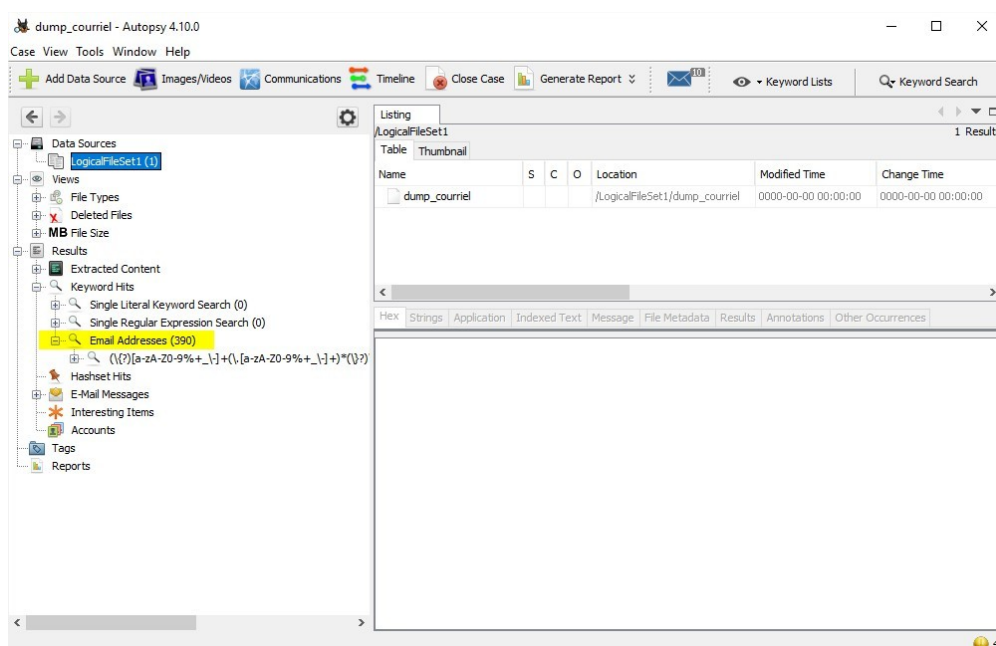 dump_courriel - Autopsy 4.10.0
Case View Tools Window Help
Add Data Source Images/Videos Communications Timeline Close Case Generate Report 10 Keyword Lists Keyword Search
Listing
/LogicalFileSet1 1 Result
Table Thumbnail
Name S C O Location Modified Time Change Time
dump_courriel /LogicalFileSet1/dump_courriel 0000-00-00 00:00:00 0000-00-00 00:00:00
Data Sources
LogicalFileSet1 (1)
Views
File Types
Deleted Files
MB File Size
Results
Extracted Content
Keyword Hits
Single Literal Keyword Search (0)
Single Regular Expression Search (0)
Email Addresses (390)
(\{?)[a-zA-Z0-9%+_\-]+(\.[a-zA-Z0-9%+_\-]+)*(\}?)
Hashset Hits
E-Mail Messages
Interesting Items
Accounts
Tags
Reports
Hex Strings Application Indexed Text Message File Metadata Results Annotations Other Occurrences